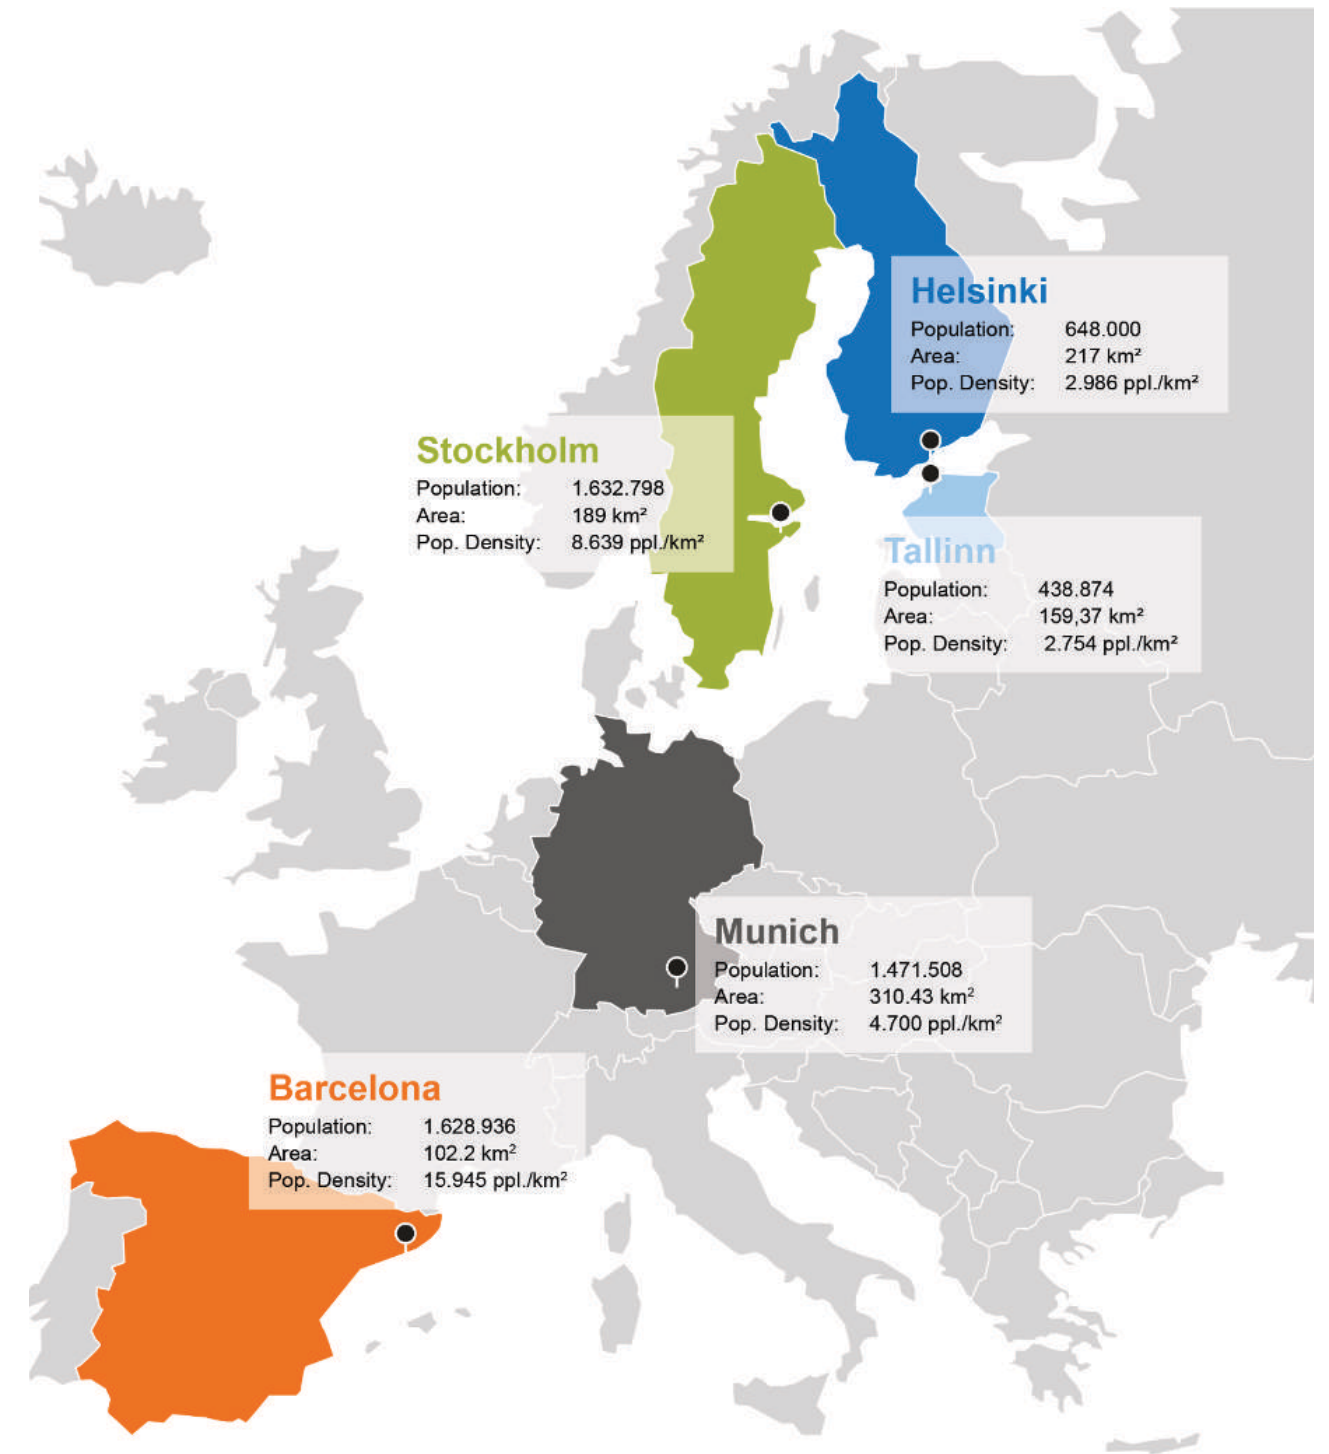 Helsinki
Population: 648.000
Area: 217 km²
Pop. Density: 2.986 ppl./km²
Stockholm
Population: 1.632.798
Area: 189 km²
Pop. Density: 8.639 ppl./km²
Tallinn
Population: 438.874
Area: 159,37 km²
Pop. Density: 2.754 ppl./km²
Munich
Population: 1.471.508
Area: 310.43 km²
Pop. Density: 4.700 ppl./km²
Barcelona
Population: 1.628.936
Area: 102.2 km²
Pop. Density: 15.945 ppl./km²